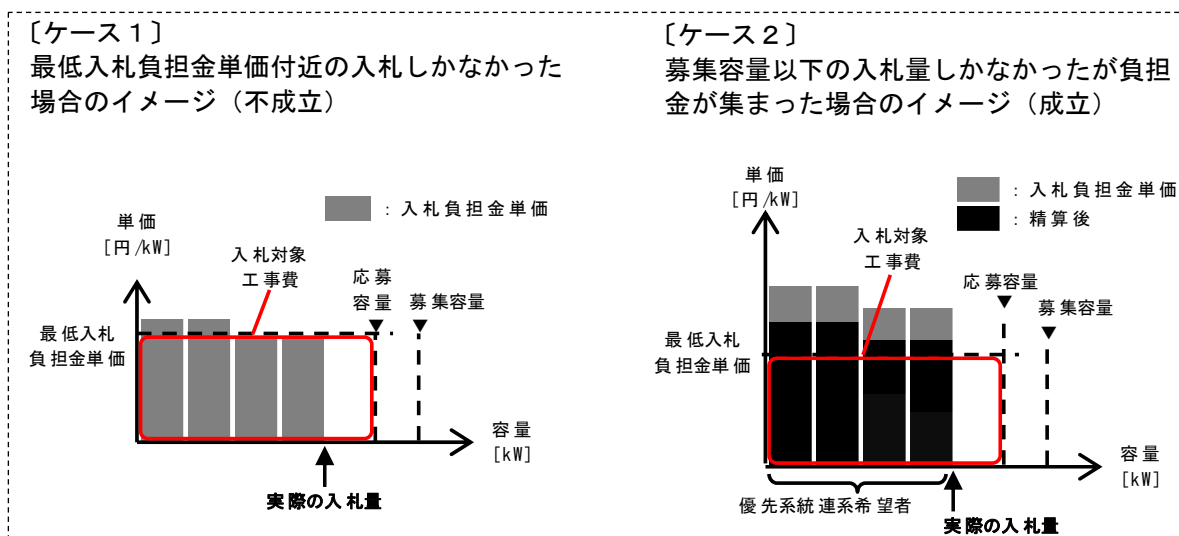 〔ケース１〕
最低入札負担金単価付近の入札しかなかった
場合のイメージ（不成立）
単価
[円/kW]
：入札負担金単価
入札対象
工事費
応募
容量
募集容量
最低入札
負担金単価
容量
[kW]
実際の入札量
〔ケース２〕
募集容量以下の入札量しかなかったが負担
金が集まった場合のイメージ（成立）
単価
[円/kW]
：入札負担金単価
：精算後
入札対象
工事費
応募容量
募集容量
最低入札
負担金単価
容量
[kW]
優先系統連系希望者
実際の入札量